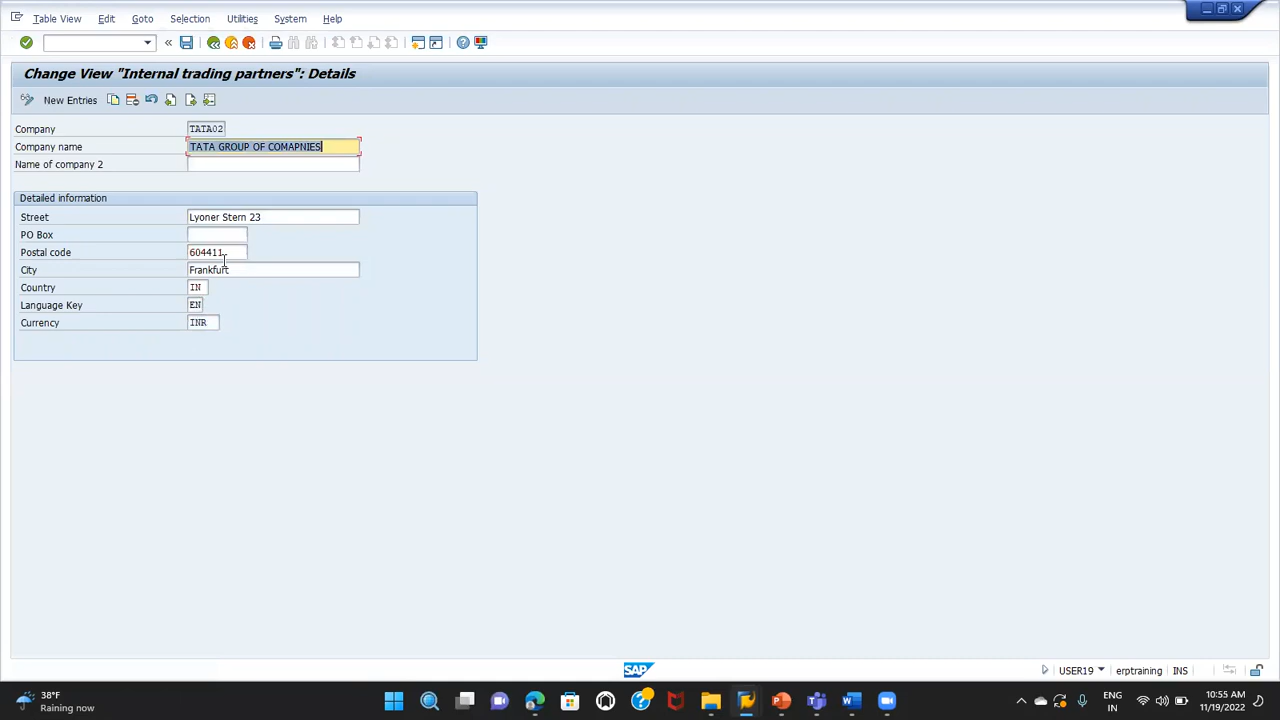 Table View Edit Goto Selection Utilities System Help
Change View "Internal trading partners": Details
New Entries
Company TATA02
Company name TATA GROUP OF COMAPNIES
Name of company 2
Detailed information
Street Lyoner Stern 23
PO Box
Postal code 604411
City Frankfurt
Country IN
Language Key EN
Currency INR
SAP
USER19 erptraining INS
38°F
Raining now
ENG
IN
10:55 AM
11/19/2022